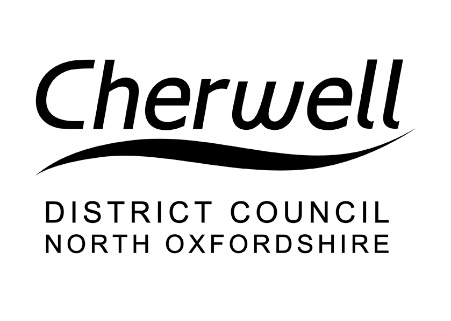 Cherwell
DISTRICT COUNCIL
NORTH OXFORDSHIRE